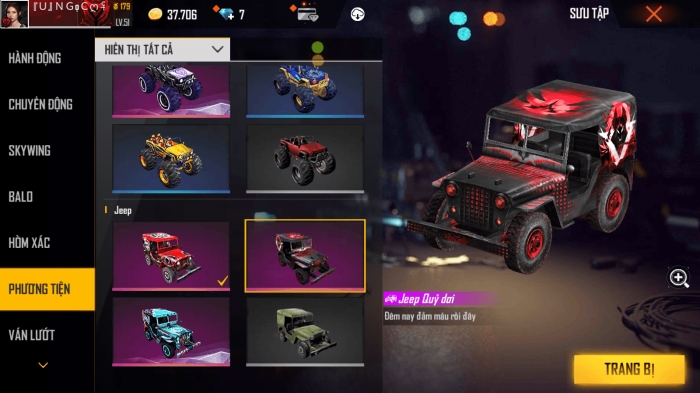 LV.51
179
37.706
7
SƯU TẬP
HÀNH ĐỘNG
CHUYỂN ĐỘNG
SKYWING
BALO
HÒM XÁC
PHƯƠNG TIỆN
VÁN LƯỚT
HIỂN THỊ TẤT CẢ
Jeep
Jeep Quỷ dơi
Đêm nay đẫm máu rồi đây
TRANG BỊ